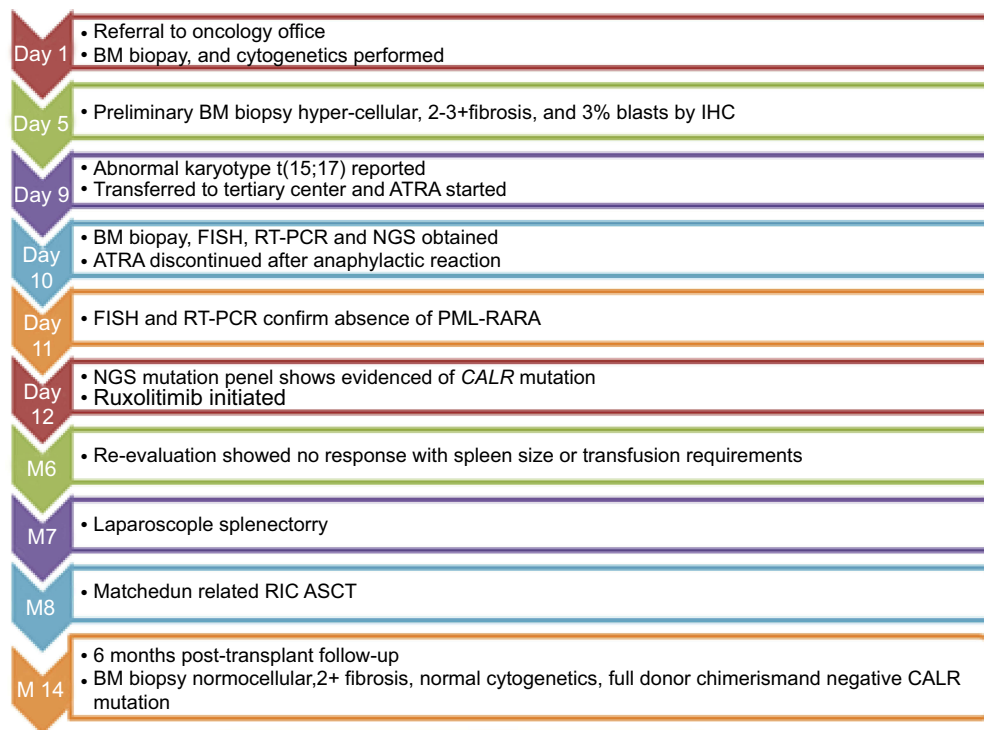 Day 1
• Referral to oncology office
• BM biopay, and cytogenetics performed
Day 5
• Preliminary BM biopsy hyper-cellular, 2-3+fibrosis, and 3% blasts by IHC
Day 9
• Abnormal karyotype t(15;17) reported
• Transferred to tertiary center and ATRA started
Day
10
• BM biopay, FISH, RT-PCR and NGS obtained
• ATRA discontinued after anaphylactic reaction
Day
11
• FISH and RT-PCR confirm absence of PML-RARA
Day
12
• NGS mutation penel shows evidenced of CALR mutation
• Ruxolitimib initiated
M6
• Re-evaluation showed no response with spleen size or transfusion requirements
M7
• Laparoscople splenectorry
M8
• Matchedun related RIC ASCT
M 14
• 6 months post-transplant follow-up
• BM biopsy normocellular,2+ fibrosis, normal cytogenetics, full donor chimerismand negative CALR
mutation